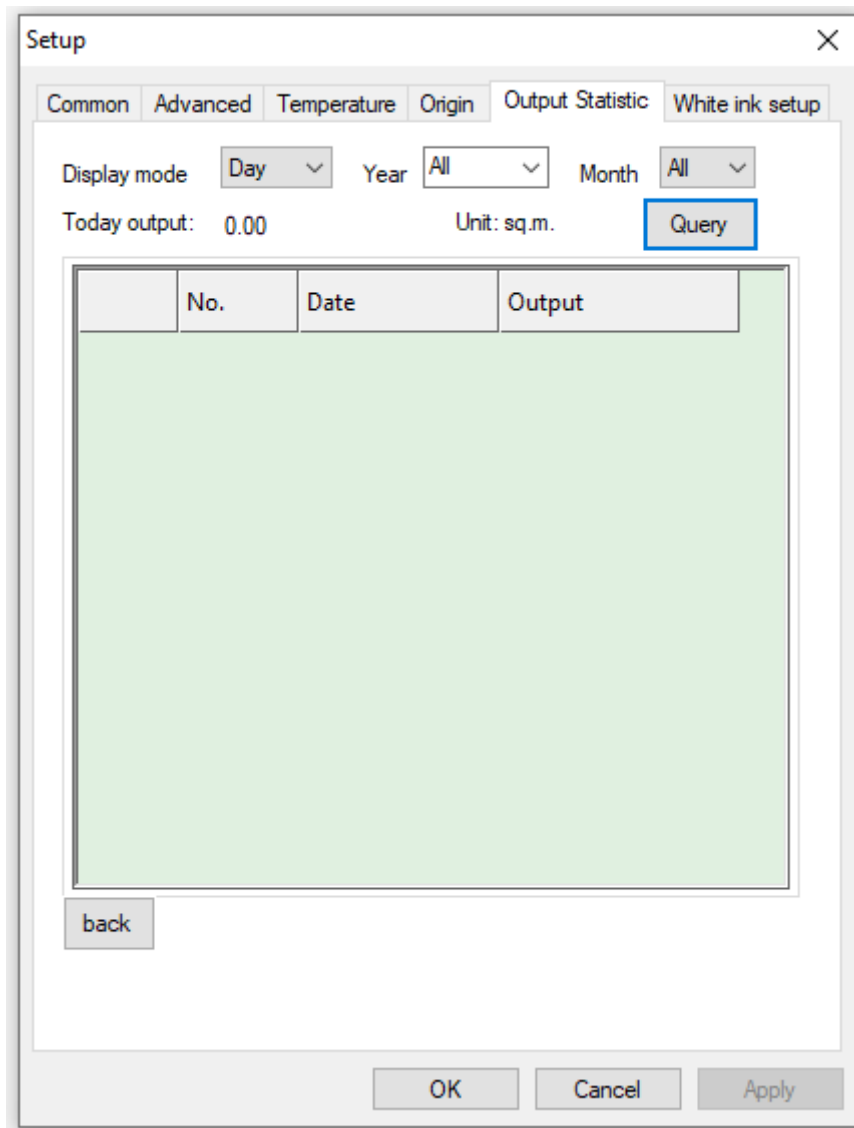 Setup
Common Advanced Temperature Origin Output Statistic White ink setup
Display mode Day Year All Month All
Today output: 0.00 Unit: sq.m. Query
No. Date Output
back
OK Cancel Apply